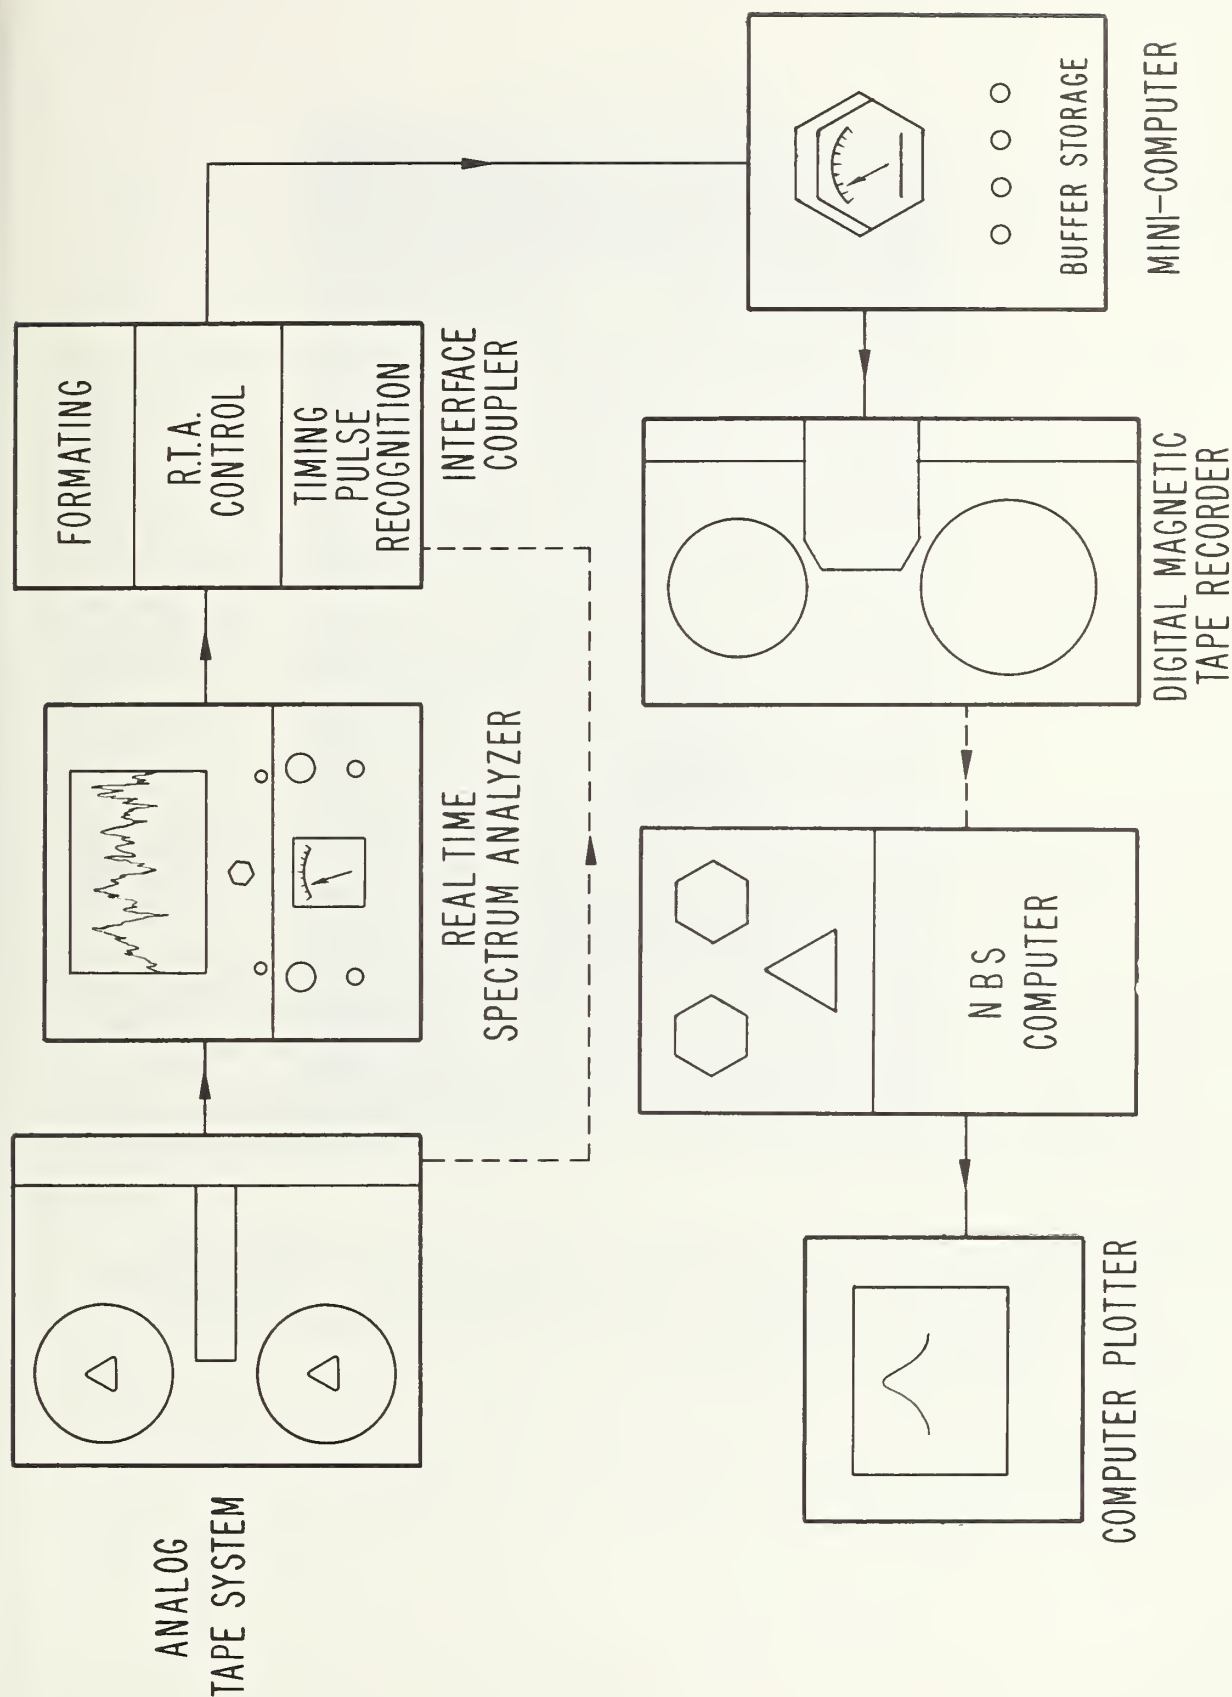 ANALOG
TAPE SYSTEM
REAL TIME
SPECTRUM ANALYZER
FORMATING
R.T.A.
CONTROL
TIMING
PULSE
RECOGNITION
INTERFACE
COUPLER
BUFFER STORAGE
MINI-COMPUTER
DIGITAL MAGNETIC
TAPE RECORDER
NBS
COMPUTER
COMPUTER PLOTTER